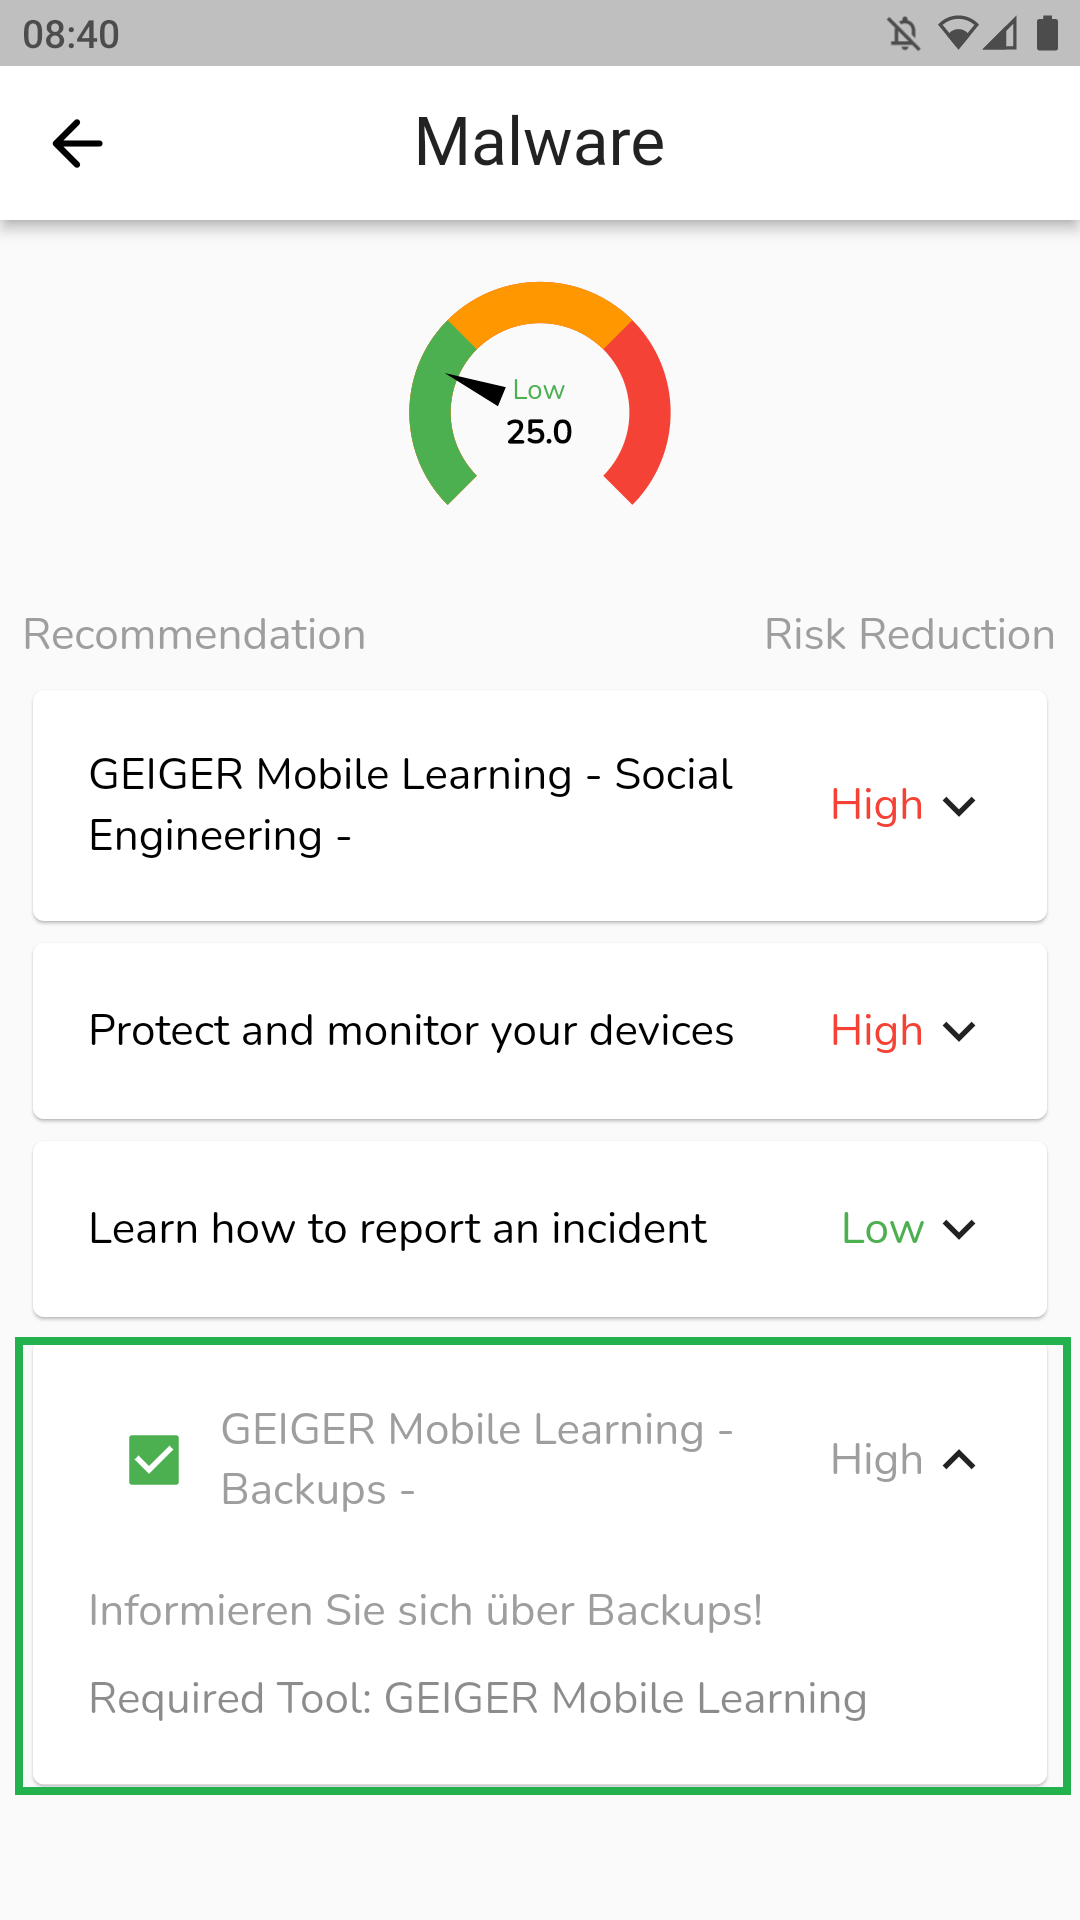 08:40
Malware
Low
25.0
Recommendation
Risk Reduction
GEIGER Mobile Learning - Social
Engineering -
High
Protect and monitor your devices
High
Learn how to report an incident
Low
GEIGER Mobile Learning -
Backups -
High
Informieren Sie sich über Backups!
Required Tool: GEIGER Mobile Learning